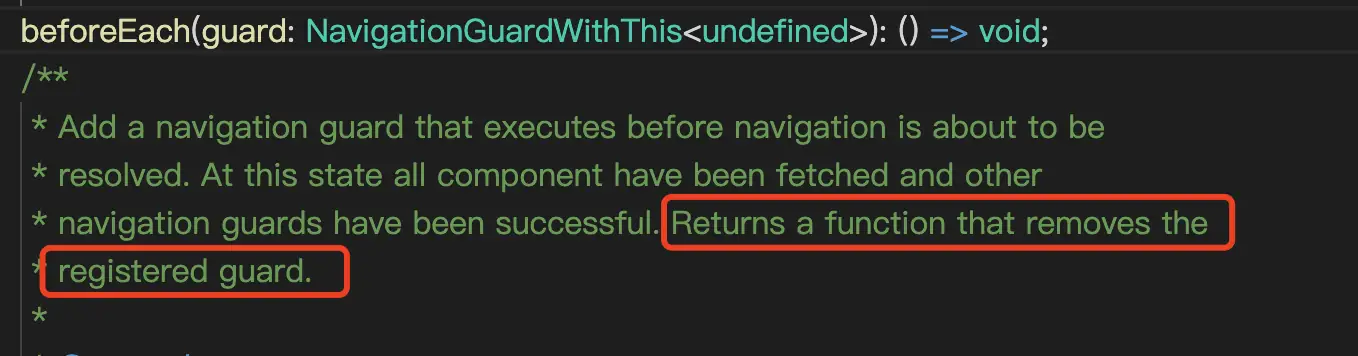 beforeEach(guard: NavigationGuardWithThis<undefined>): () => void;
/**
* Add a navigation guard that executes before navigation is about to be
* resolved. At this state all component have been fetched and other
* navigation guards have been successful. Returns a function that removes the
* registered guard.
*